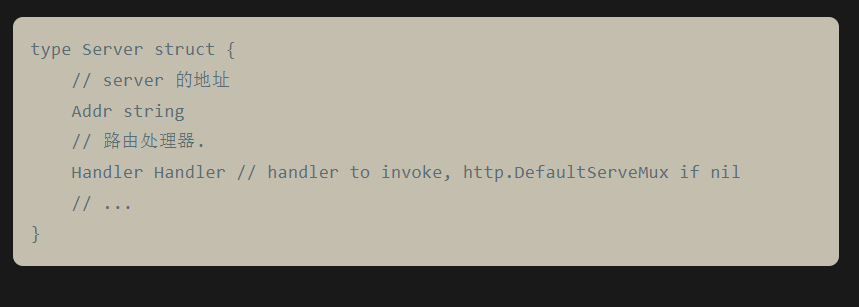 type Server struct {
    // server 的地址
    Addr string
    // 路由处理器.
    Handler Handler // handler to invoke, http.DefaultServeMux if nil
    // ...
}